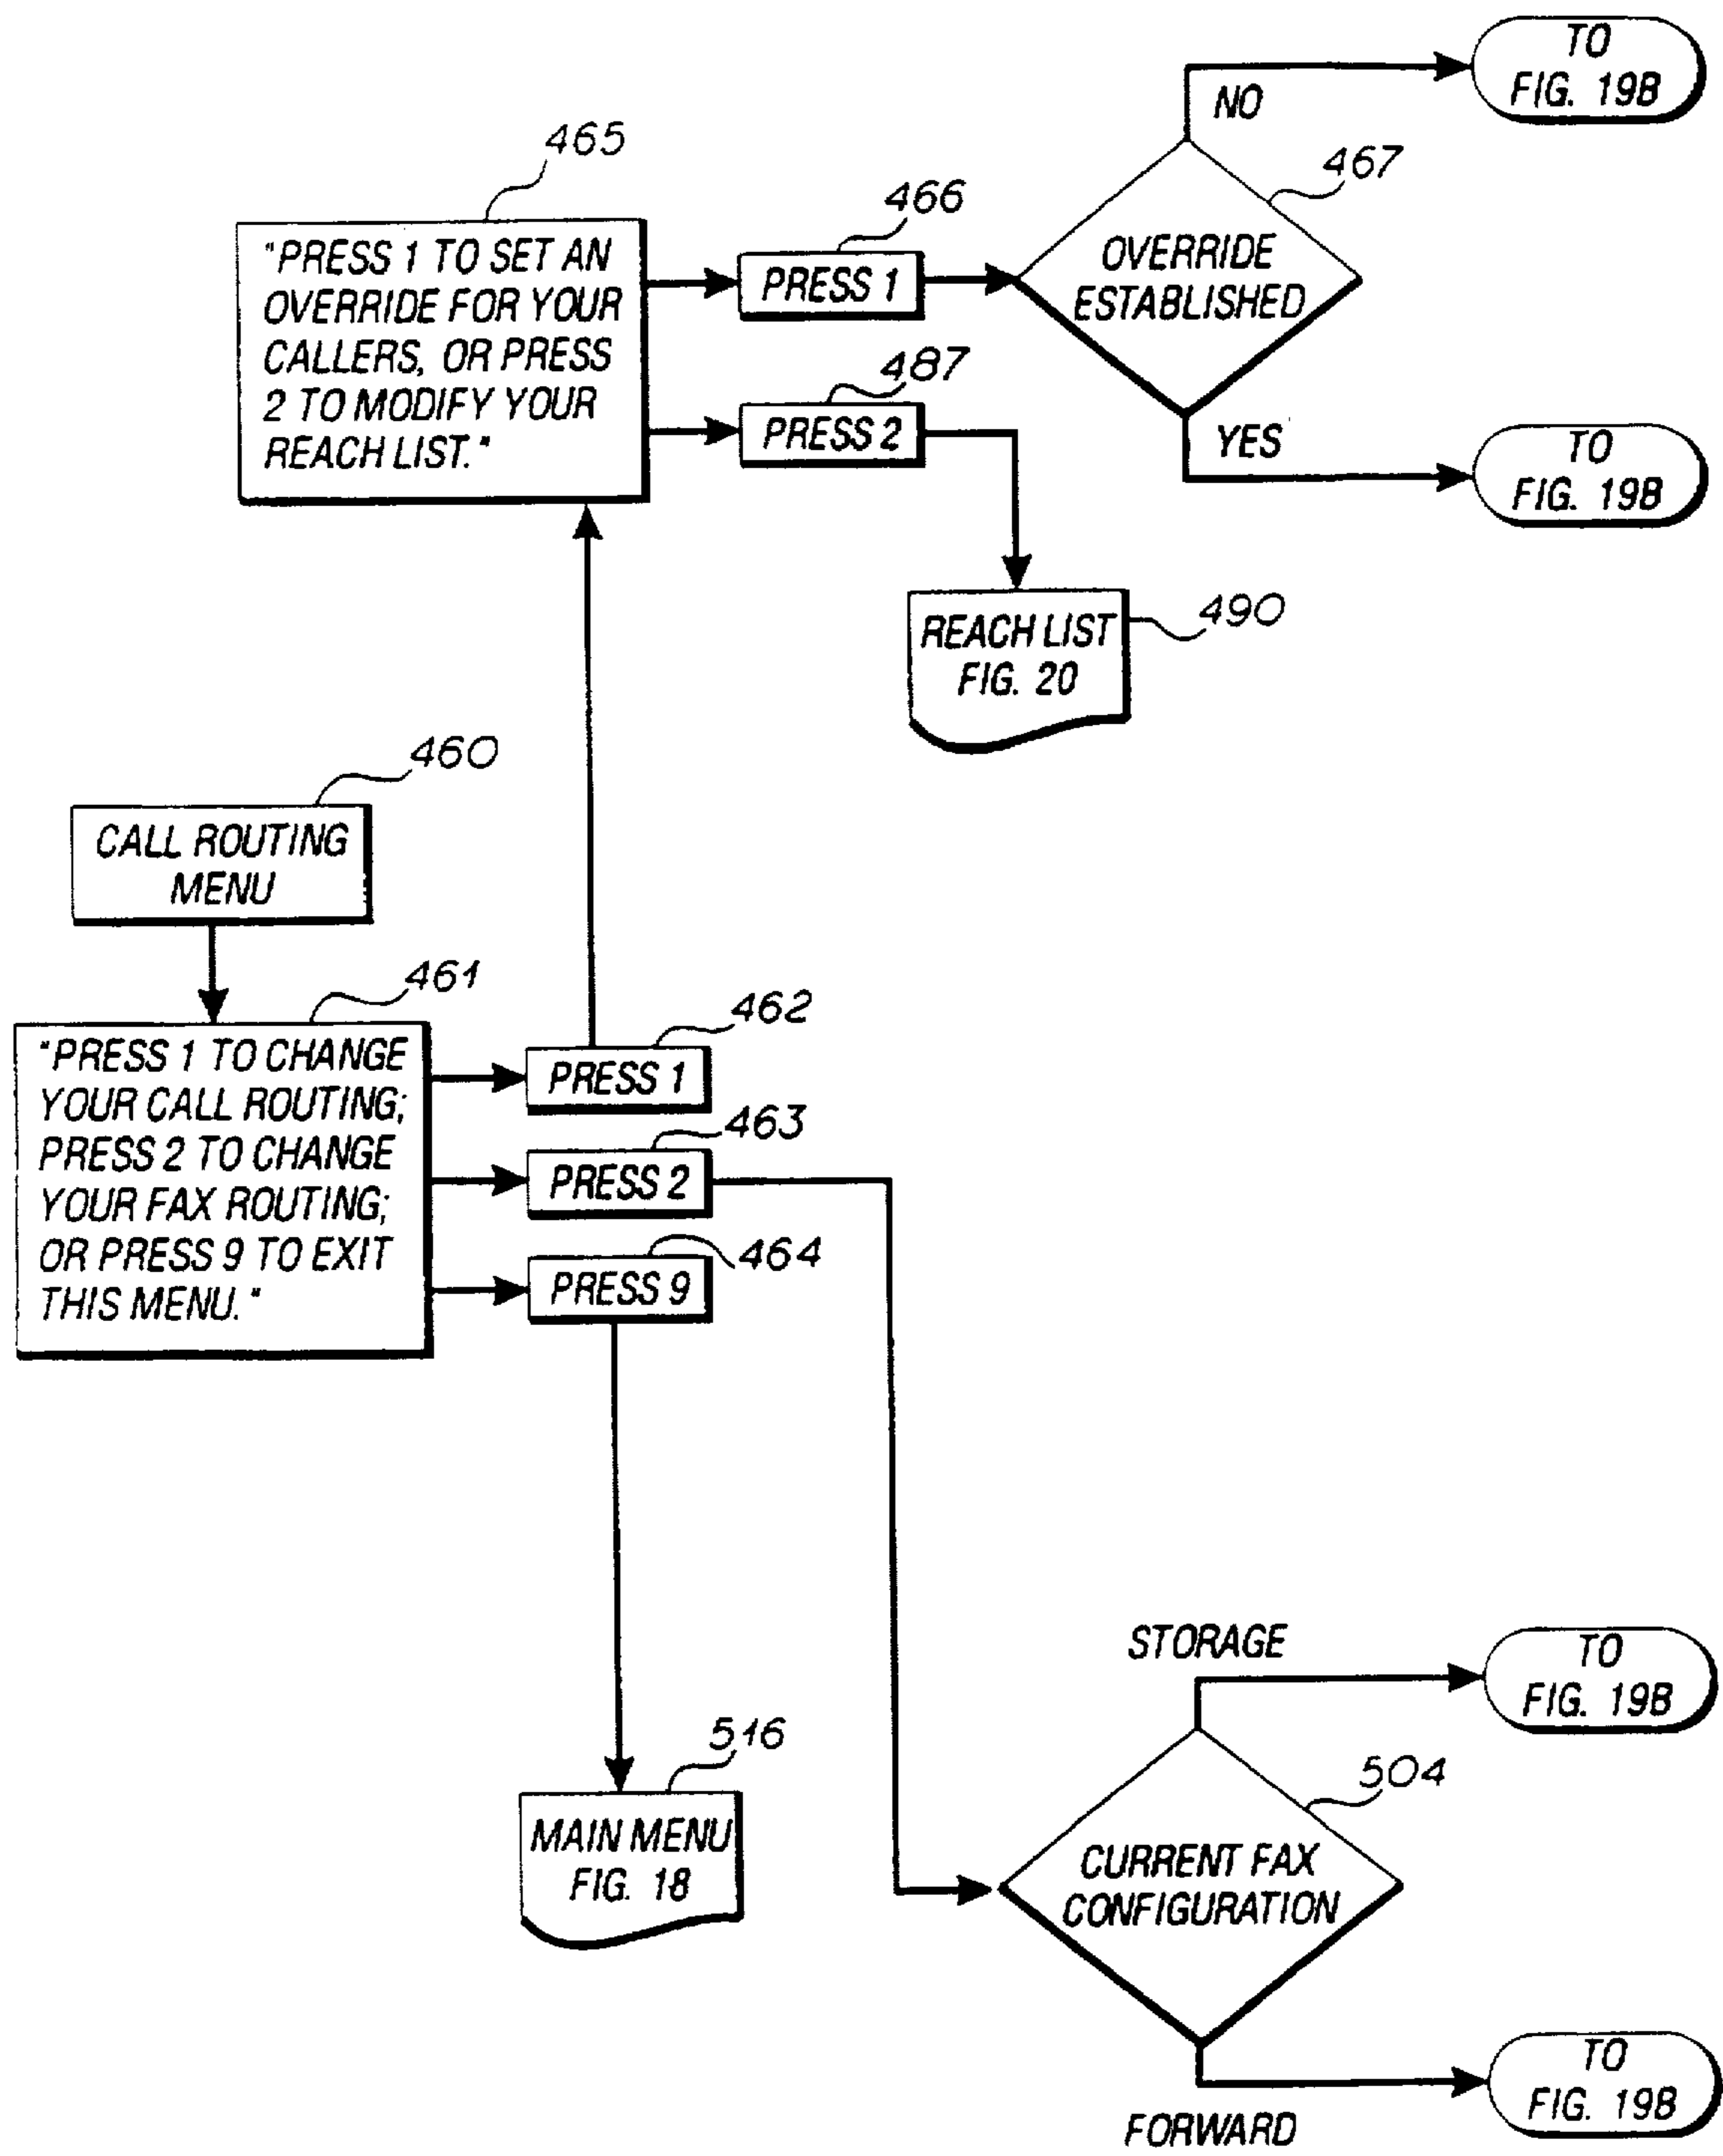 TO
FIG. 19B
NO
467
465
466
"PRESS 1 TO SET AN
OVERRIDE FOR YOUR
CALLERS, OR PRESS
2 TO MODIFY YOUR
REACH LIST."
PRESS 1
OVERRIDE
ESTABLISHED
487
PRESS 2
YES
TO
FIG. 19B
REACH LIST
FIG. 20
490
460
CALL ROUTING
MENU
461
"PRESS 1 TO CHANGE
YOUR CALL ROUTING;
PRESS 2 TO CHANGE
YOUR FAX ROUTING;
OR PRESS 9 TO EXIT
THIS MENU."
462
PRESS 1
463
PRESS 2
464
PRESS 9
516
MAIN MENU
FIG. 18
STORAGE
TO
FIG. 19B
504
CURRENT FAX
CONFIGURATION
TO
FIG. 19B
FORWARD